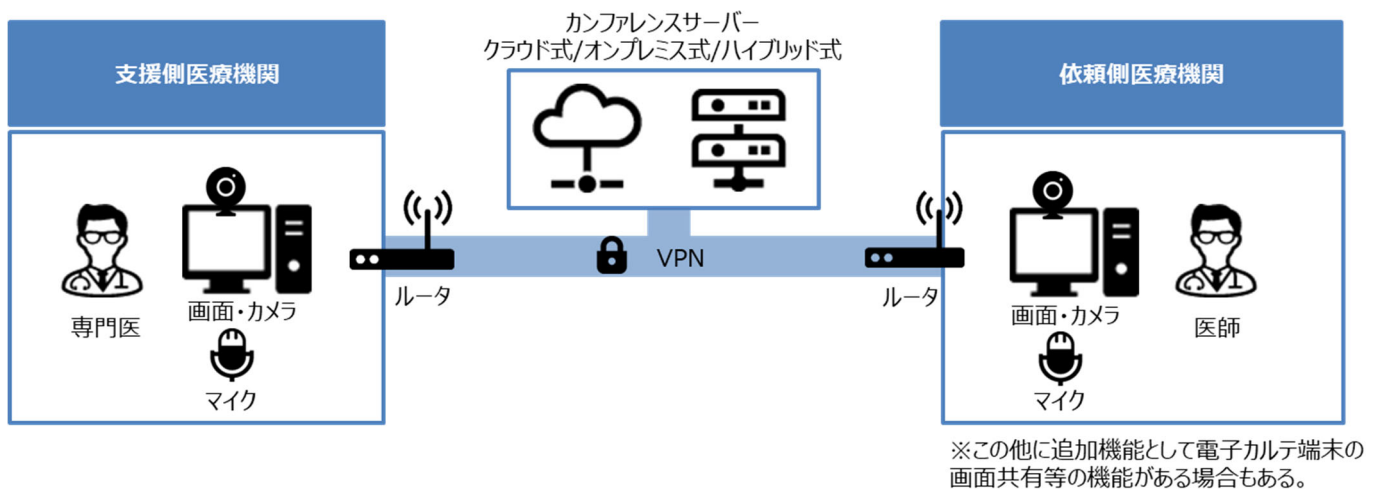 カンファレンスサーバー
クラウド式/オンプレミス式/ハイブリッド式
支援側医療機関
依頼側医療機関
VPN
ルータ
ルータ
専門医
画面・カメラ
マイク
画面・カメラ
医師
マイク
※この他に追加機能として電子カルテ端末の
画面共有等の機能がある場合もある。